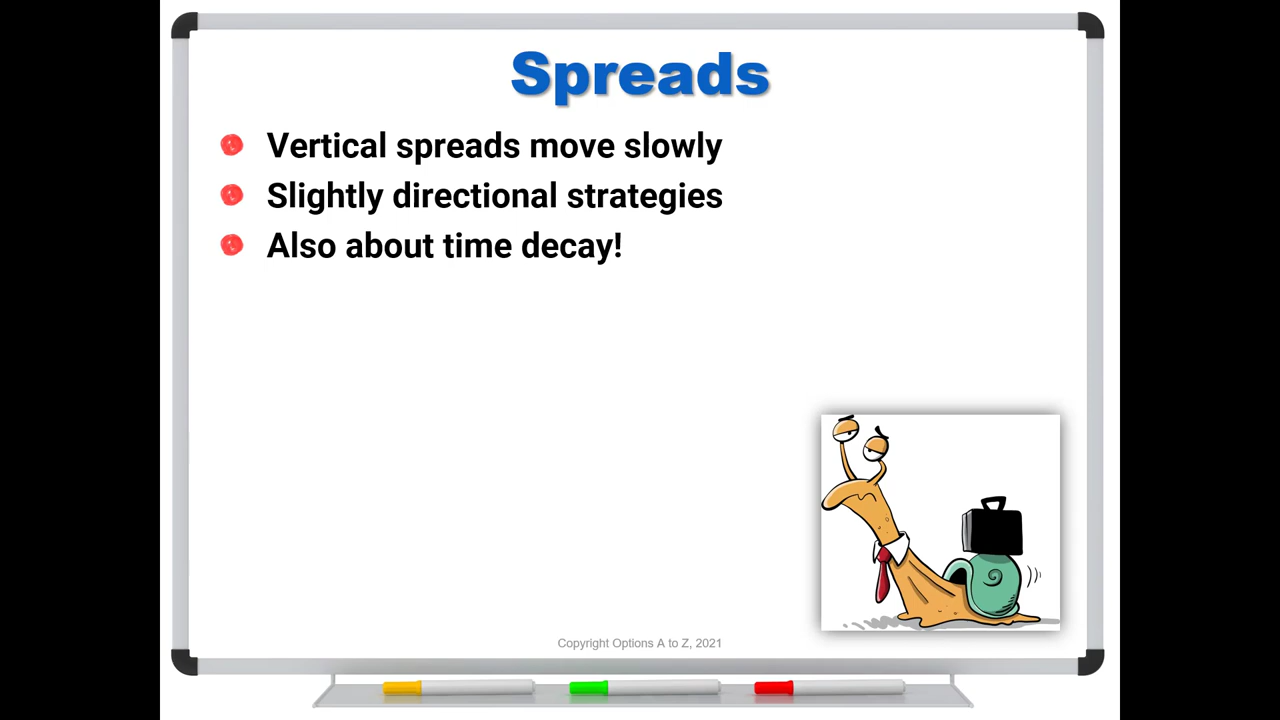 Spreads
Vertical spreads move slowly
Slightly directional strategies
Also about time decay!
Copyright Options A to Z, 2021